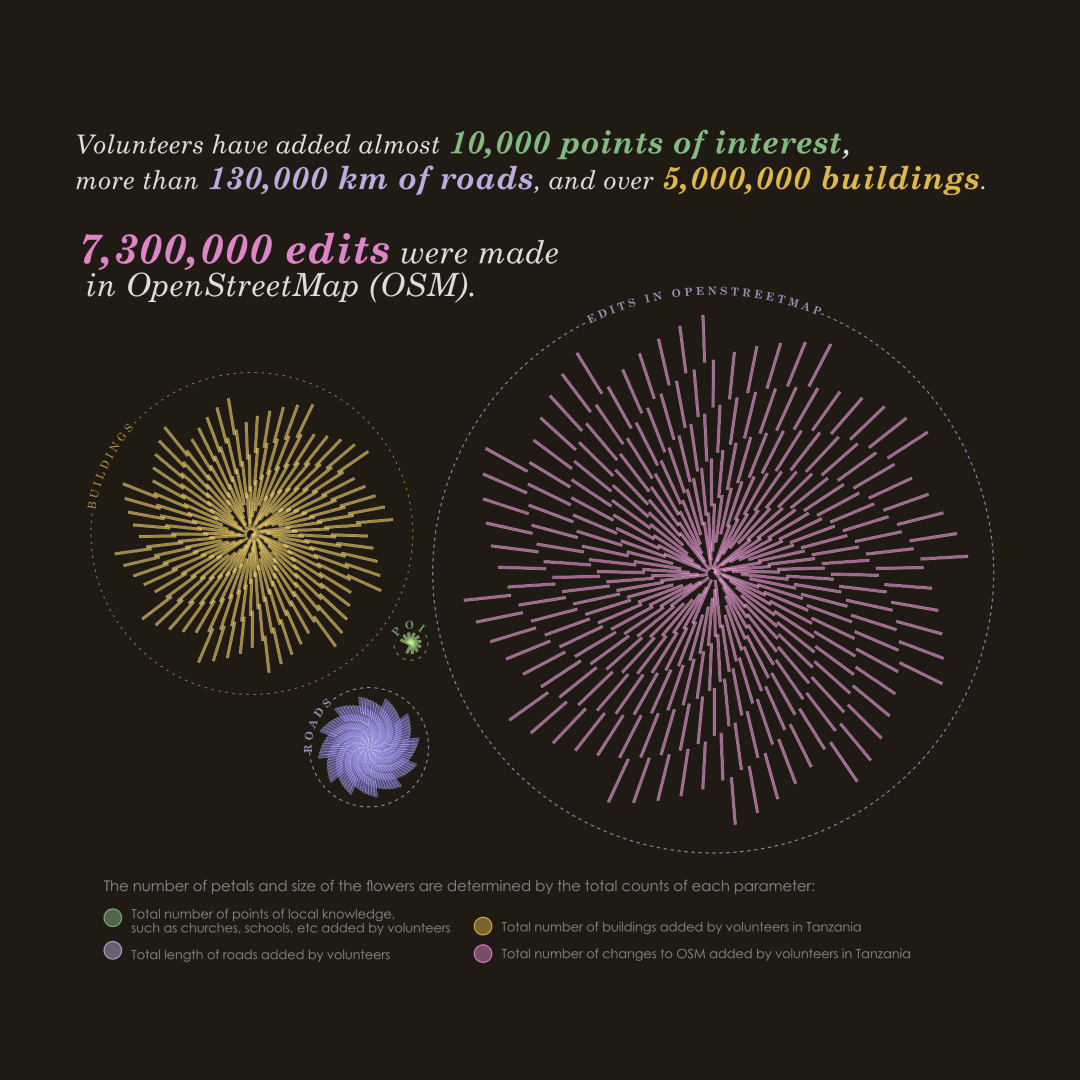 Volunteers have added almost 10,000 points of interest,
more than 130,000 km of roads, and over 5,000,000 buildings.
7,300,000 edits were made
in OpenStreetMap (OSM).
EDITS IN OPENSTREETMAP
BUILDINGS
POI
ROADS
The number of petals and size of the flowers are determined by the total counts of each parameter:
Total number of points of local knowledge,
such as churches, schools, etc added by volunteers
Total length of roads added by volunteers
Total number of buildings added by volunteers in Tanzania
Total number of changes to OSM added by volunteers in Tanzania